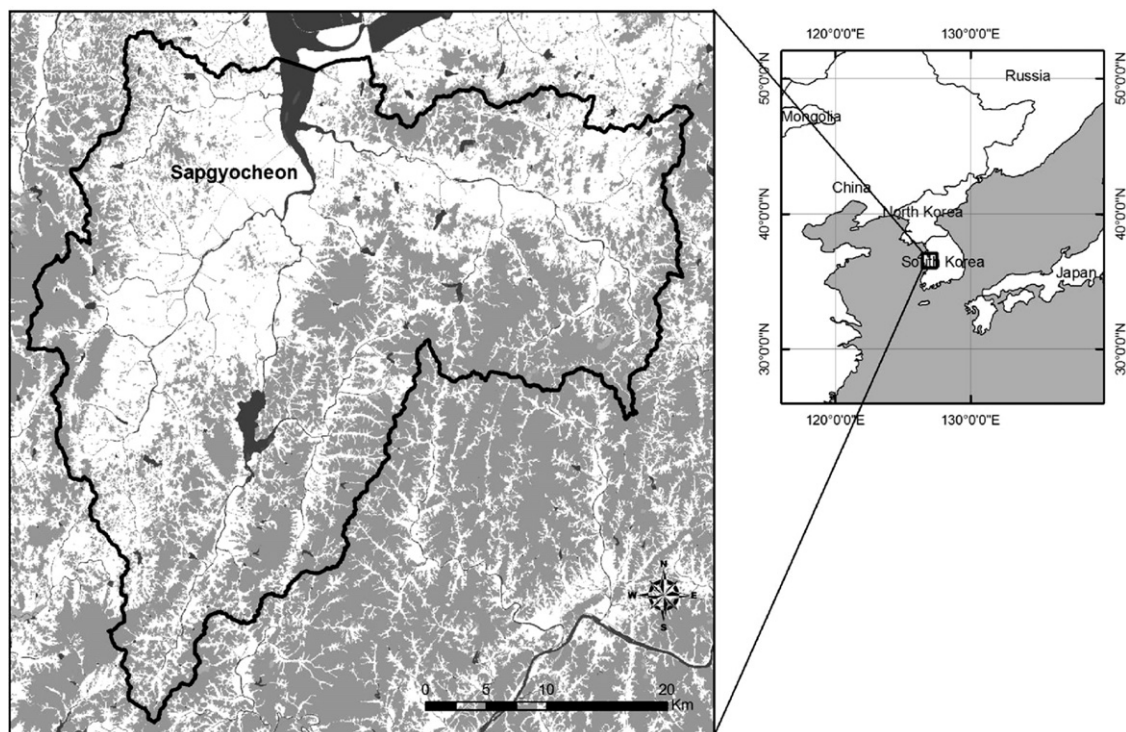 Sapgyocheon
N
W E
S
0 5 10 20
Km
120°0'0"E 130°0'0"E
50°0'0"N
40°0'0"N
30°0'0"N
Russia
Mongolia
China
North Korea
South Korea
Japan
50°0'0"N
40°0'0"N
30°0'0"N
120°0'0"E 130°0'0"E